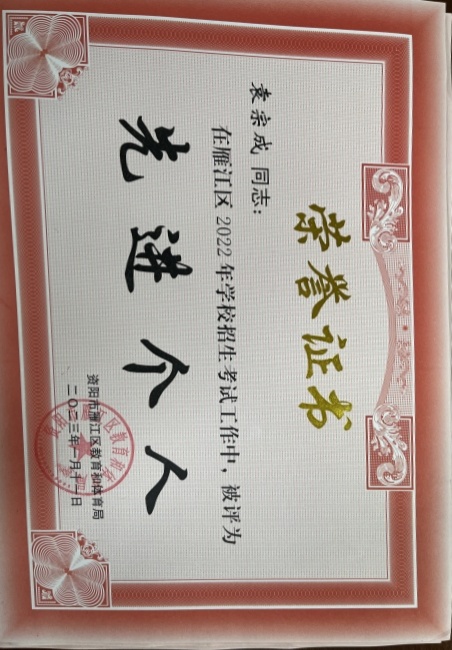 荣誉证书
袁宗成 同志：
在雁江区 2022 年学校招生考试工作中，被评为
先进个人
资阳市雁江区教育和体育局
二〇二三年一月十一日